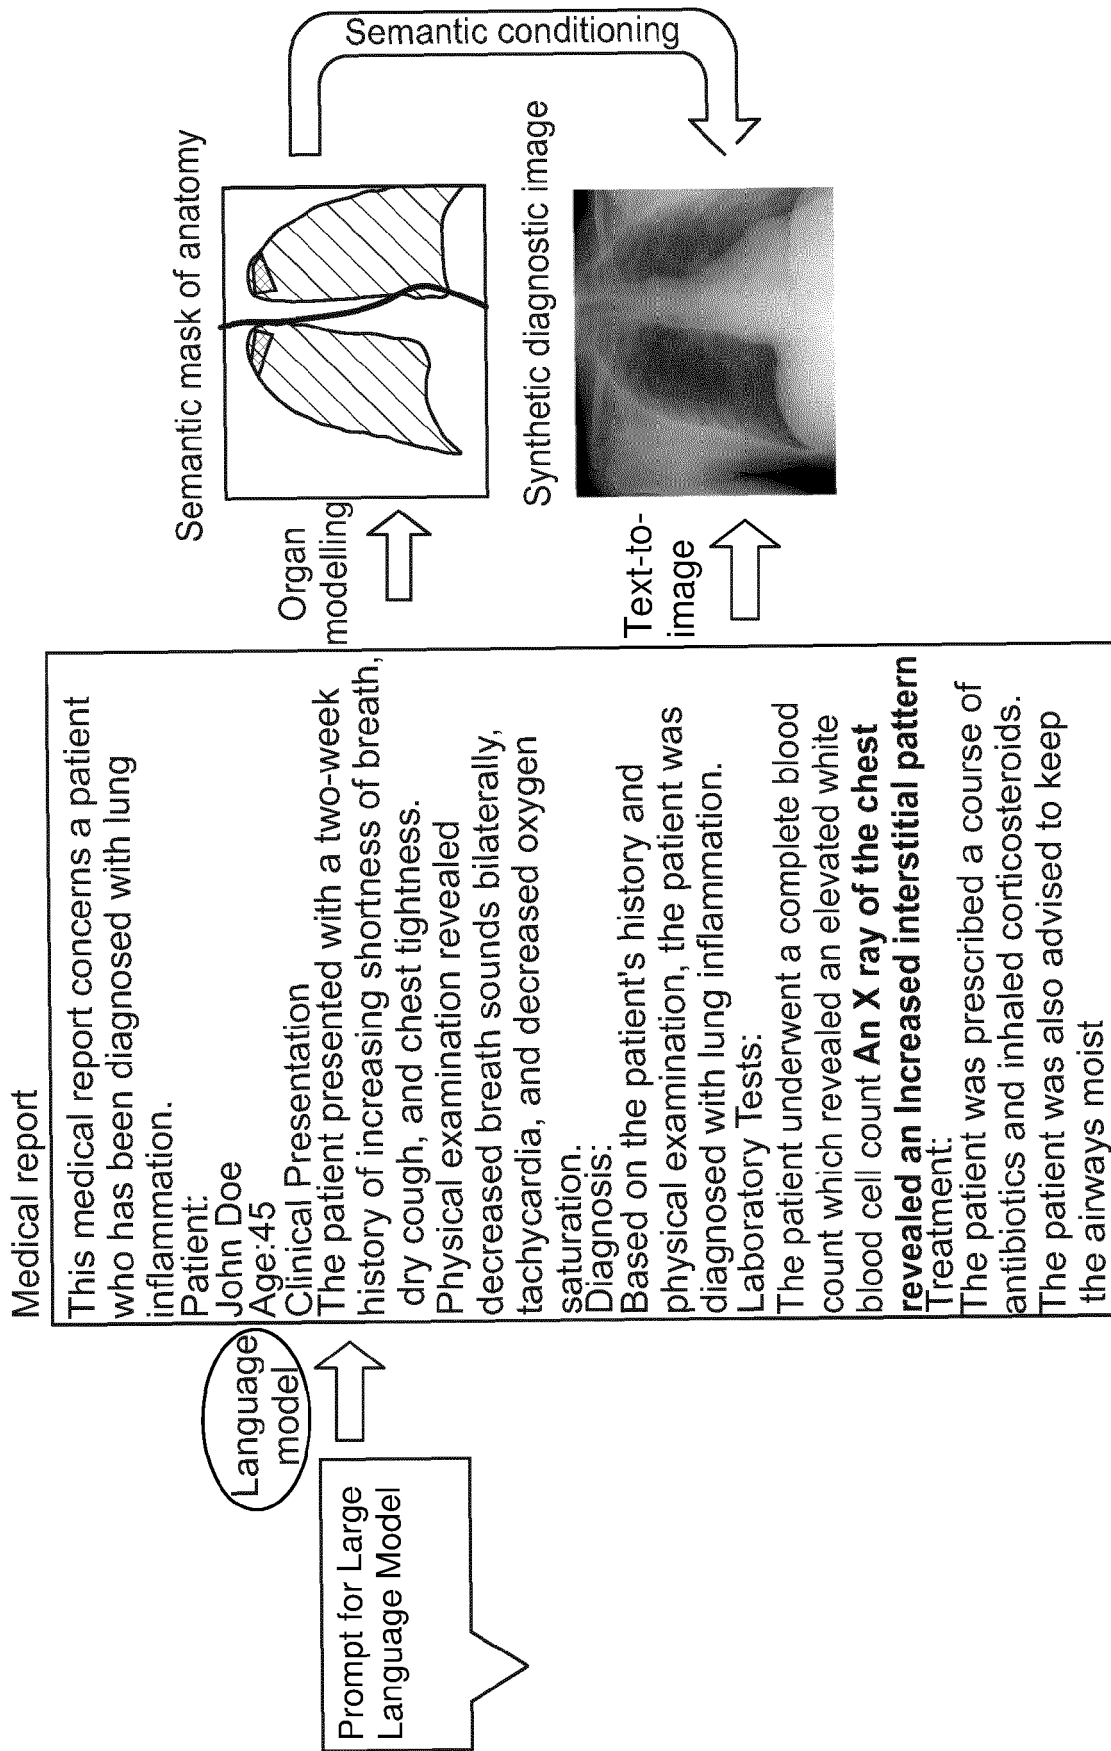 Prompt for Large
Language Model
Language
model
Medical report
This medical report concerns a patient
who has been diagnosed with lung
inflammation.
Patient:
John Doe
Age:45
Clinical Presentation
The patient presented with a two-week
history of increasing shortness of breath,
dry cough, and chest tightness.
Physical examination revealed
decreased breath sounds bilaterally,
tachycardia, and decreased oxygen
saturation.
Diagnosis:
Based on the patient's history and
physical examination, the patient was
diagnosed with lung inflammation.
Laboratory Tests:
The patient underwent a complete blood
count which revealed an elevated white
blood cell count An X ray of the chest
revealed an Increased interstitial pattern
Treatment:
The patient was prescribed a course of
antibiotics and inhaled corticosteroids.
The patient was also advised to keep
the airways moist
Organ
modelling
Semantic mask of anatomy
Text-to-
image
Synthetic diagnostic image
Semantic conditioning